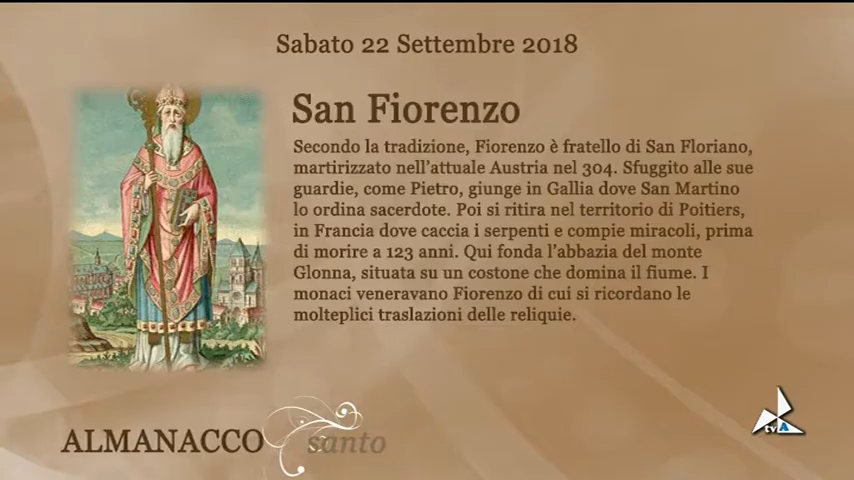 Sabato 22 Settembre 2018
San Fiorenzo
Secondo la tradizione, Fiorenzo è fratello di San Floriano,
martirizzato nell'attuale Austria nel 304. Sfuggito alle sue
guardie, come Pietro, giunge in Gallia dove San Martino
lo ordina sacerdote. Poi si ritira nel territorio di Poitiers,
in Francia dove caccia i serpenti e compie miracoli, prima
di morire a 123 anni. Qui fonda l'abbazia del monte
Glonna, situata su un costone che domina il fiume. I
monaci veneravano Fiorenzo di cui si ricordano le
molteplici traslazioni delle reliquie.
ALMANACCO santo
tvA